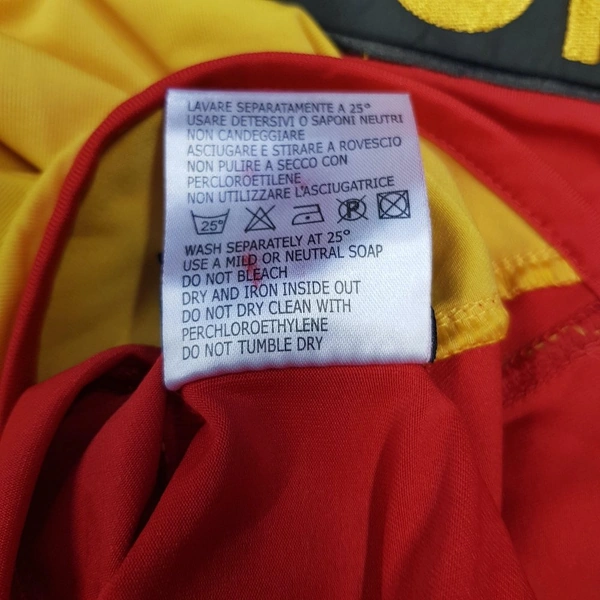 LAVARE SEPARATAMENTE A 25°
USARE DETERSIVI O SAPONI NEUTRI
NON CANDEGGIARE
ASCIUGARE E STIRARE A ROVESCIO
NON PULIRE A SECCO CON
PERCLOROETILENE
NON UTILIZZARE L'ASCIUGATRICE
25° P
WASH SEPARATELY AT 25°
USE A MILD OR NEUTRAL SOAP
DO NOT BLEACH
DRY AND IRON INSIDE OUT
DO NOT DRY CLEAN WITH
PERCHLOROETHYLENE
DO NOT TUMBLE DRY